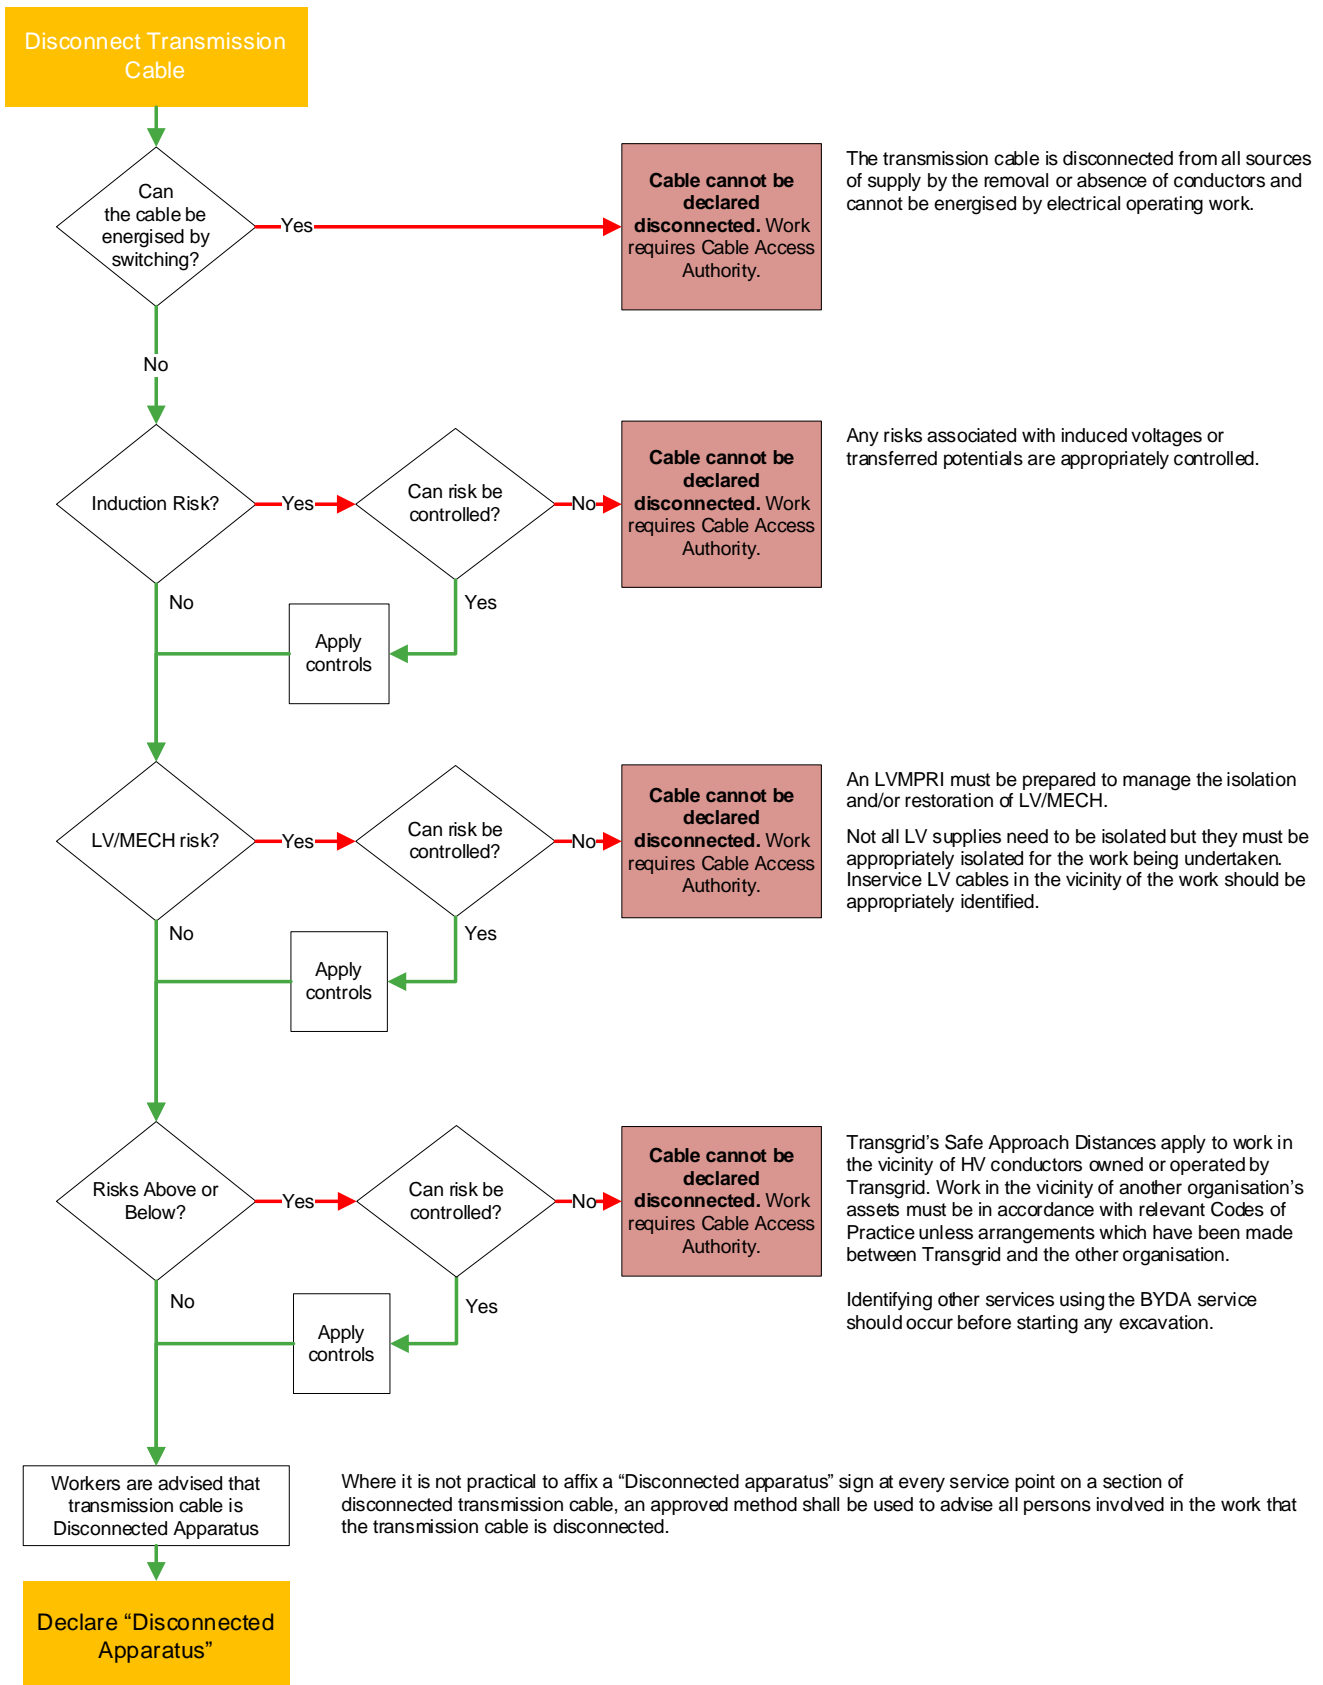 Disconnect Transmission
Cable
Can
the cable be
energised by
switching?
Yes
Cable cannot be
declared
disconnected. Work
requires Cable Access
Authority.
The transmission cable is disconnected from all sources
of supply by the removal or absence of conductors and
cannot be energised by electrical operating work.
No
Induction Risk?
Yes
Can risk be
controlled?
No
Cable cannot be
declared
disconnected. Work
requires Cable Access
Authority.
Any risks associated with induced voltages or
transferred potentials are appropriately controlled.
No
Yes
Apply
controls
LV/MECH risk?
Yes
Can risk be
controlled?
No
Cable cannot be
declared
disconnected. Work
requires Cable Access
Authority.
An LVMPRI must be prepared to manage the isolation
and/or restoration of LV/MECH.
Not all LV supplies need to be isolated but they must be
appropriately isolated for the work being undertaken.
Inservice LV cables in the vicinity of the work should be
appropriately identified.
No
Yes
Apply
controls
Risks Above or
Below?
Yes
Can risk be
controlled?
No
Cable cannot be
declared
disconnected. Work
requires Cable Access
Authority.
Transgrid’s Safe Approach Distances apply to work in
the vicinity of HV conductors owned or operated by
Transgrid. Work in the vicinity of another organisation’s
assets must be in accordance with relevant Codes of
Practice unless arrangements which have been made
between Transgrid and the other organisation.
Identifying other services using the BYDA service
should occur before starting any excavation.
No
Yes
Apply
controls
Workers are advised that
transmission cable is
Disconnected Apparatus
Where it is not practical to affix a “Disconnected apparatus” sign at every service point on a section of
disconnected transmission cable, an approved method shall be used to advise all persons involved in the work that
the transmission cable is disconnected.
Declare “Disconnected
Apparatus”